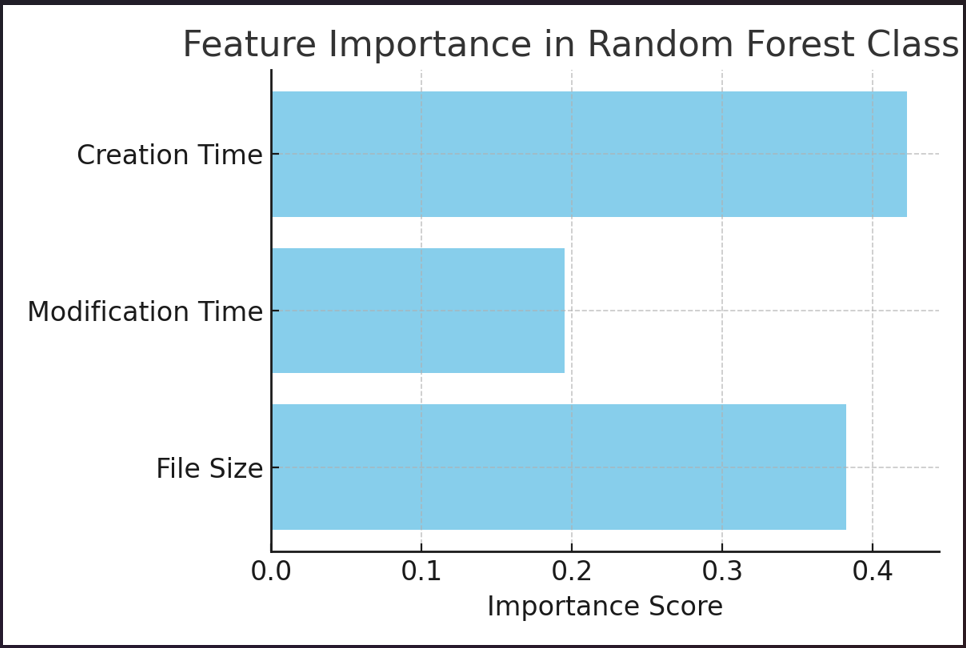 Feature Importance in Random Forest Class
Creation Time
Modification Time
File Size
0.0 0.1 0.2 0.3 0.4
Importance Score